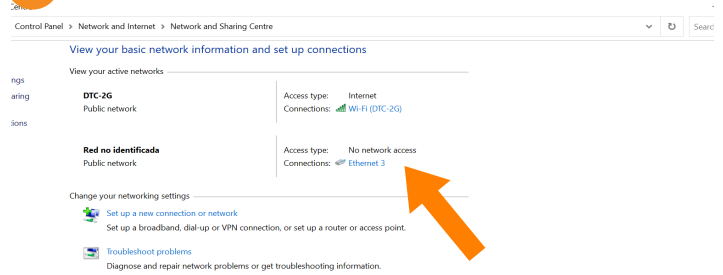 Control Panel > Network and Internet > Network and Sharing Centre
View your basic network information and set up connections
View your active networks
DTC-2G
Public network
Access type: Internet
Connections: Wi-Fi (DTC-2G)
Red no identificada
Public network
Access type: No network access
Connections: Ethernet 3
Change your networking settings
Set up a new connection or network
Set up a broadband, dial-up or VPN connection, or set up a router or access point.
Troubleshoot problems
Diagnose and repair network problems or get troubleshooting information.